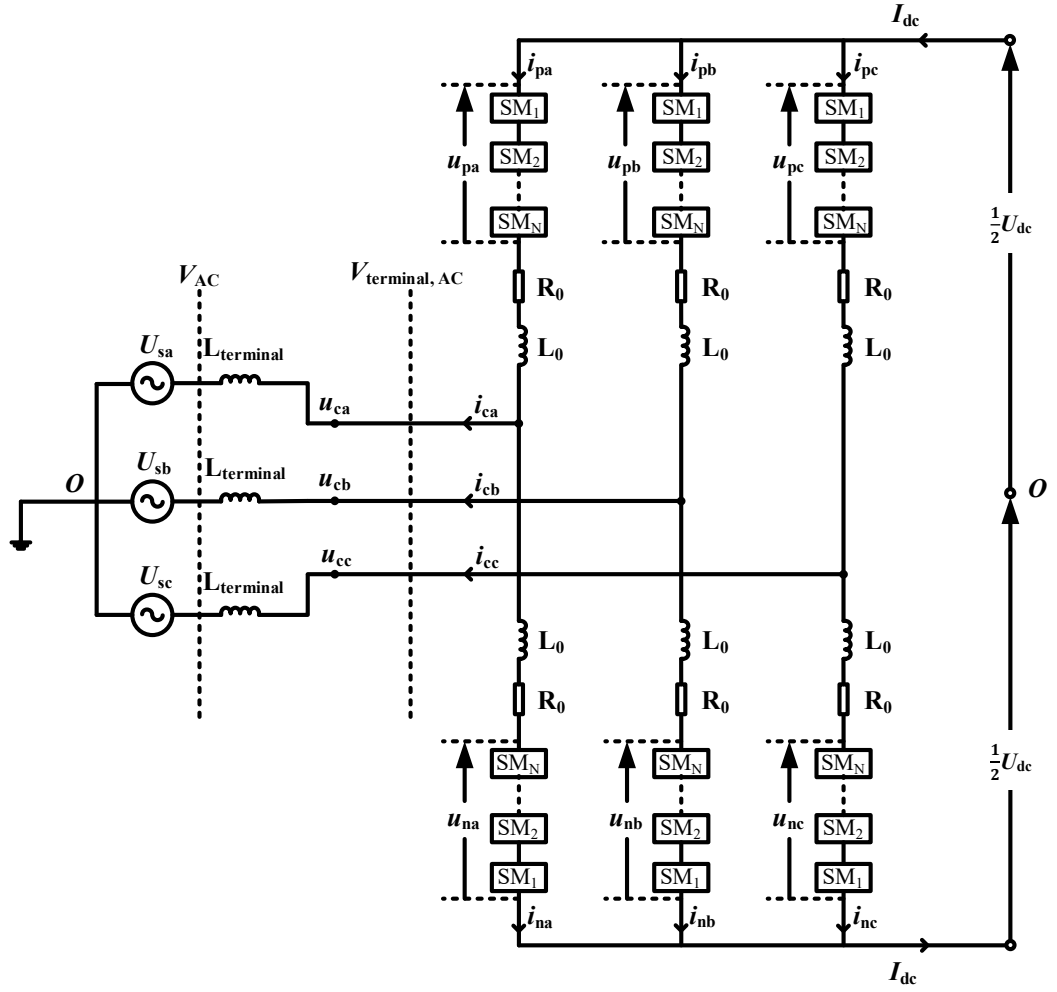 I_dc
i_pa i_pb i_pc
SM_1 SM_1 SM_1
u_pa u_pb u_pc
SM_2 SM_2 SM_2
SM_N SM_N SM_N
½U_dc
V_AC V_terminal, AC
R_0 R_0 R_0
U_sa L_terminal
L_0 L_0 L_0
u_ca i_ca
U_sb L_terminal
O u_cb i_cb O
U_sc L_terminal
u_cc i_cc
L_0 L_0 L_0
R_0 R_0 R_0
SM_N SM_N SM_N
½U_dc
u_na u_nb u_nc
SM_2 SM_2 SM_2
SM_1 SM_1 SM_1
i_na i_nb i_nc
I_dc